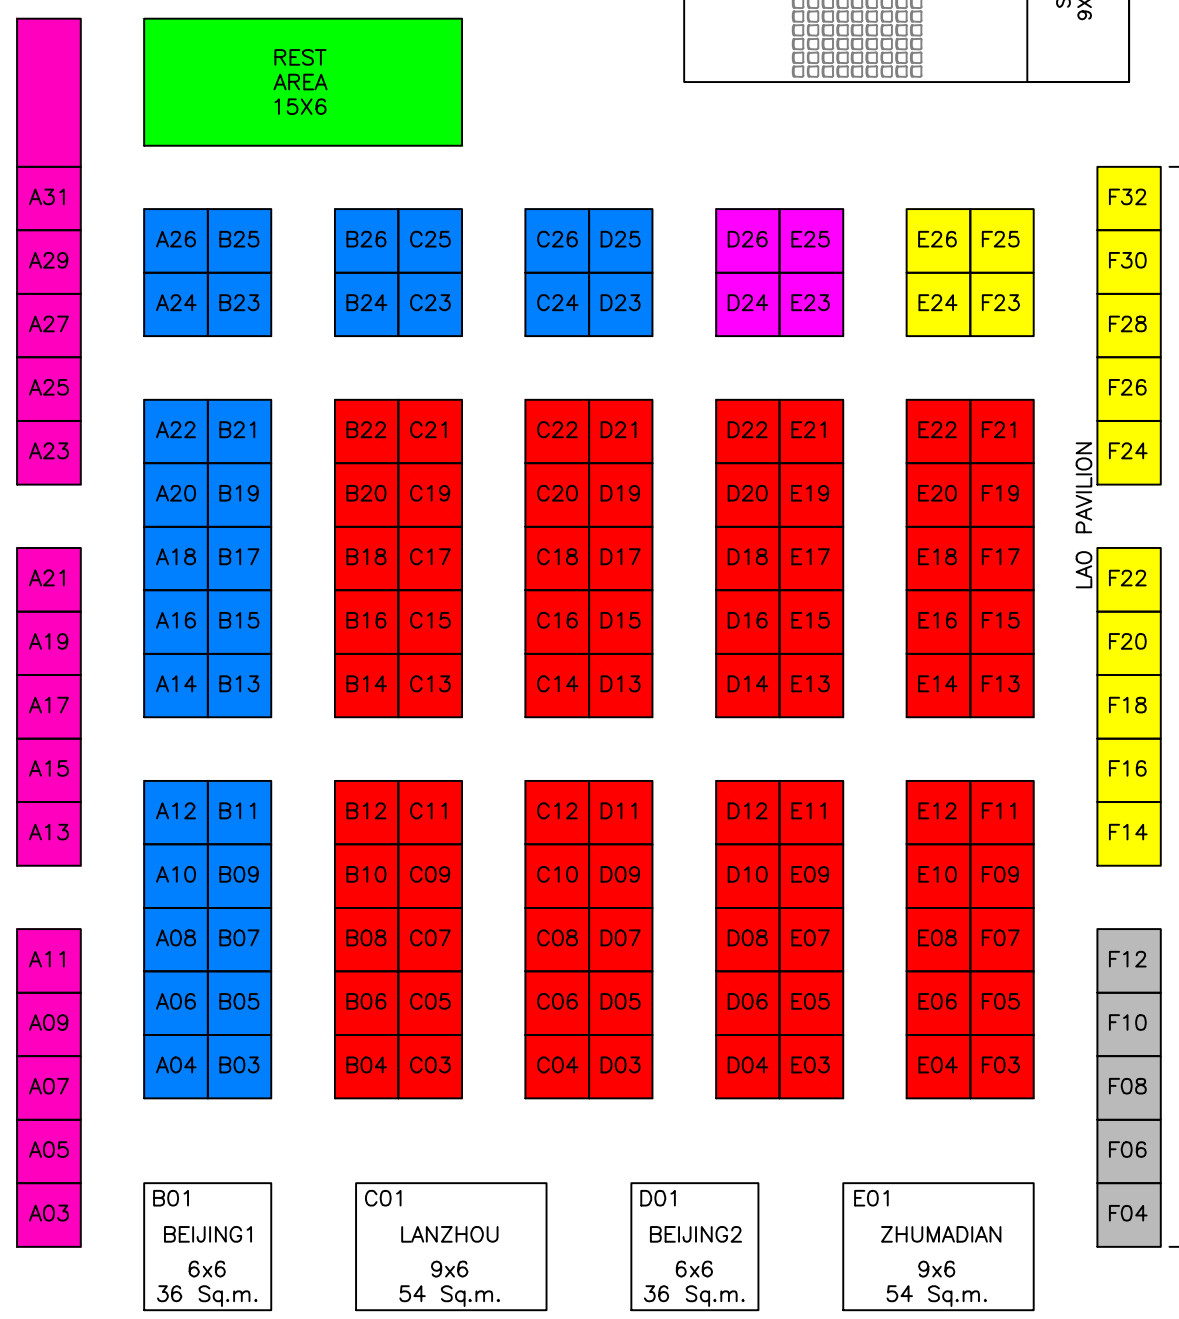 S
9X
REST
AREA
15X6
A31
F32
A26 B25 B26 C25 C26 D25 D26 E25 E26 F25
A29
F30
A24 B23 B24 C23 C24 D23 D24 E23 E24 F23
A27
F28
A25
F26
A22 B21 B22 C21 C22 D21 D22 E21 E22 F21
A23
F24
LAO PAVILION
A20 B19 B20 C19 C20 D19 D20 E19 E20 F19
A18 B17 B18 C17 C18 D17 D18 E17 E18 F17
A21
F22
A16 B15 B16 C15 C16 D15 D16 E15 E16 F15
A19
F20
A14 B13 B14 C13 C14 D13 D14 E13 E14 F13
A17
F18
A15
F16
A12 B11 B12 C11 C12 D11 D12 E11 E12 F11
A13
F14
A10 B09 B10 C09 C10 D09 D10 E09 E10 F09
A08 B07 B08 C07 C08 D07 D08 E07 E08 F07
A11
F12
A06 B05 B06 C05 C06 D05 D06 E05 E06 F05
A09
F10
A04 B03 B04 C03 C04 D03 D04 E03 E04 F03
A07
F08
A05
F06
A03
F04
B01
BEIJING1
6x6
36 Sq.m.
C01
LANZHOU
9x6
54 Sq.m.
D01
BEIJING2
6x6
36 Sq.m.
E01
ZHUMADIAN
9x6
54 Sq.m.